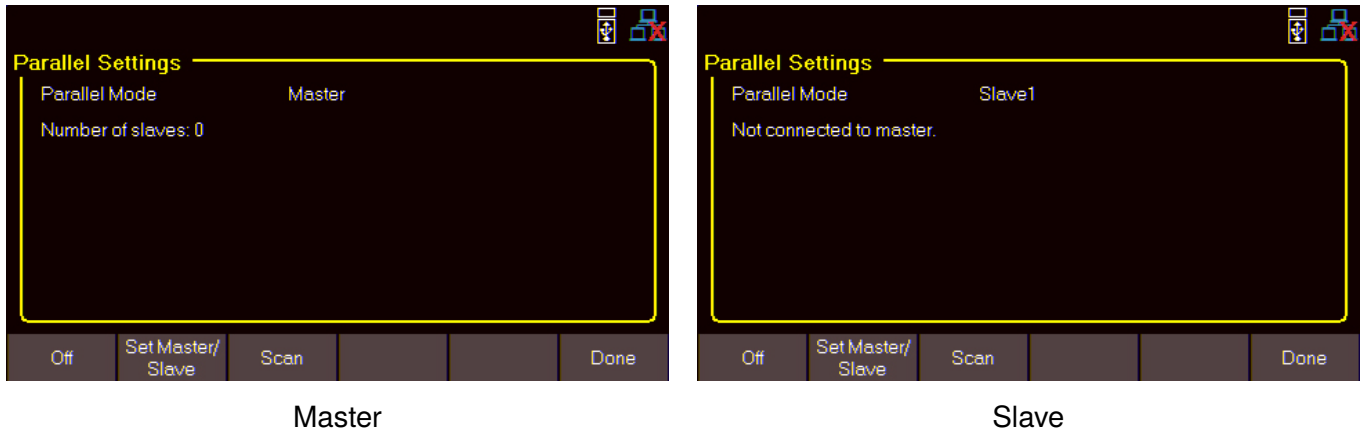 Parallel Settings
Parallel Mode Master
Number of slaves: 0
Off Set Master/ Slave Scan Done
Master
Parallel Settings
Parallel Mode Slave1
Not connected to master.
Off Set Master/ Slave Scan Done
Slave